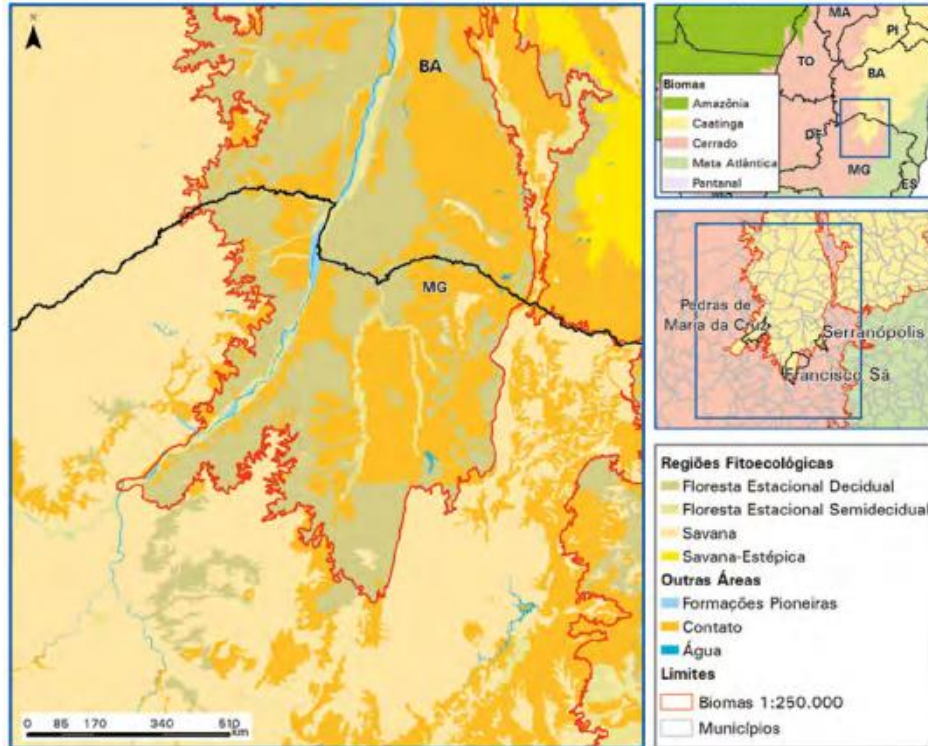 BA
MG
0 85 170 340 510
km
MA
PI
TO
BA
DF
MG
ES
Biomas
Amazônia
Caatinga
Cerrado
Mata Atlântica
Pantanal
Pedras de
Maria da Cruz
Serranópolis
Francisco Sá
Regiões Fitoecológicas
Floresta Estacional Decidual
Floresta Estacional Semidecidual
Savana
Savana-Estépica
Outras Áreas
Formações Pioneiras
Contato
Água
Limites
Biomas 1:250.000
Municípios